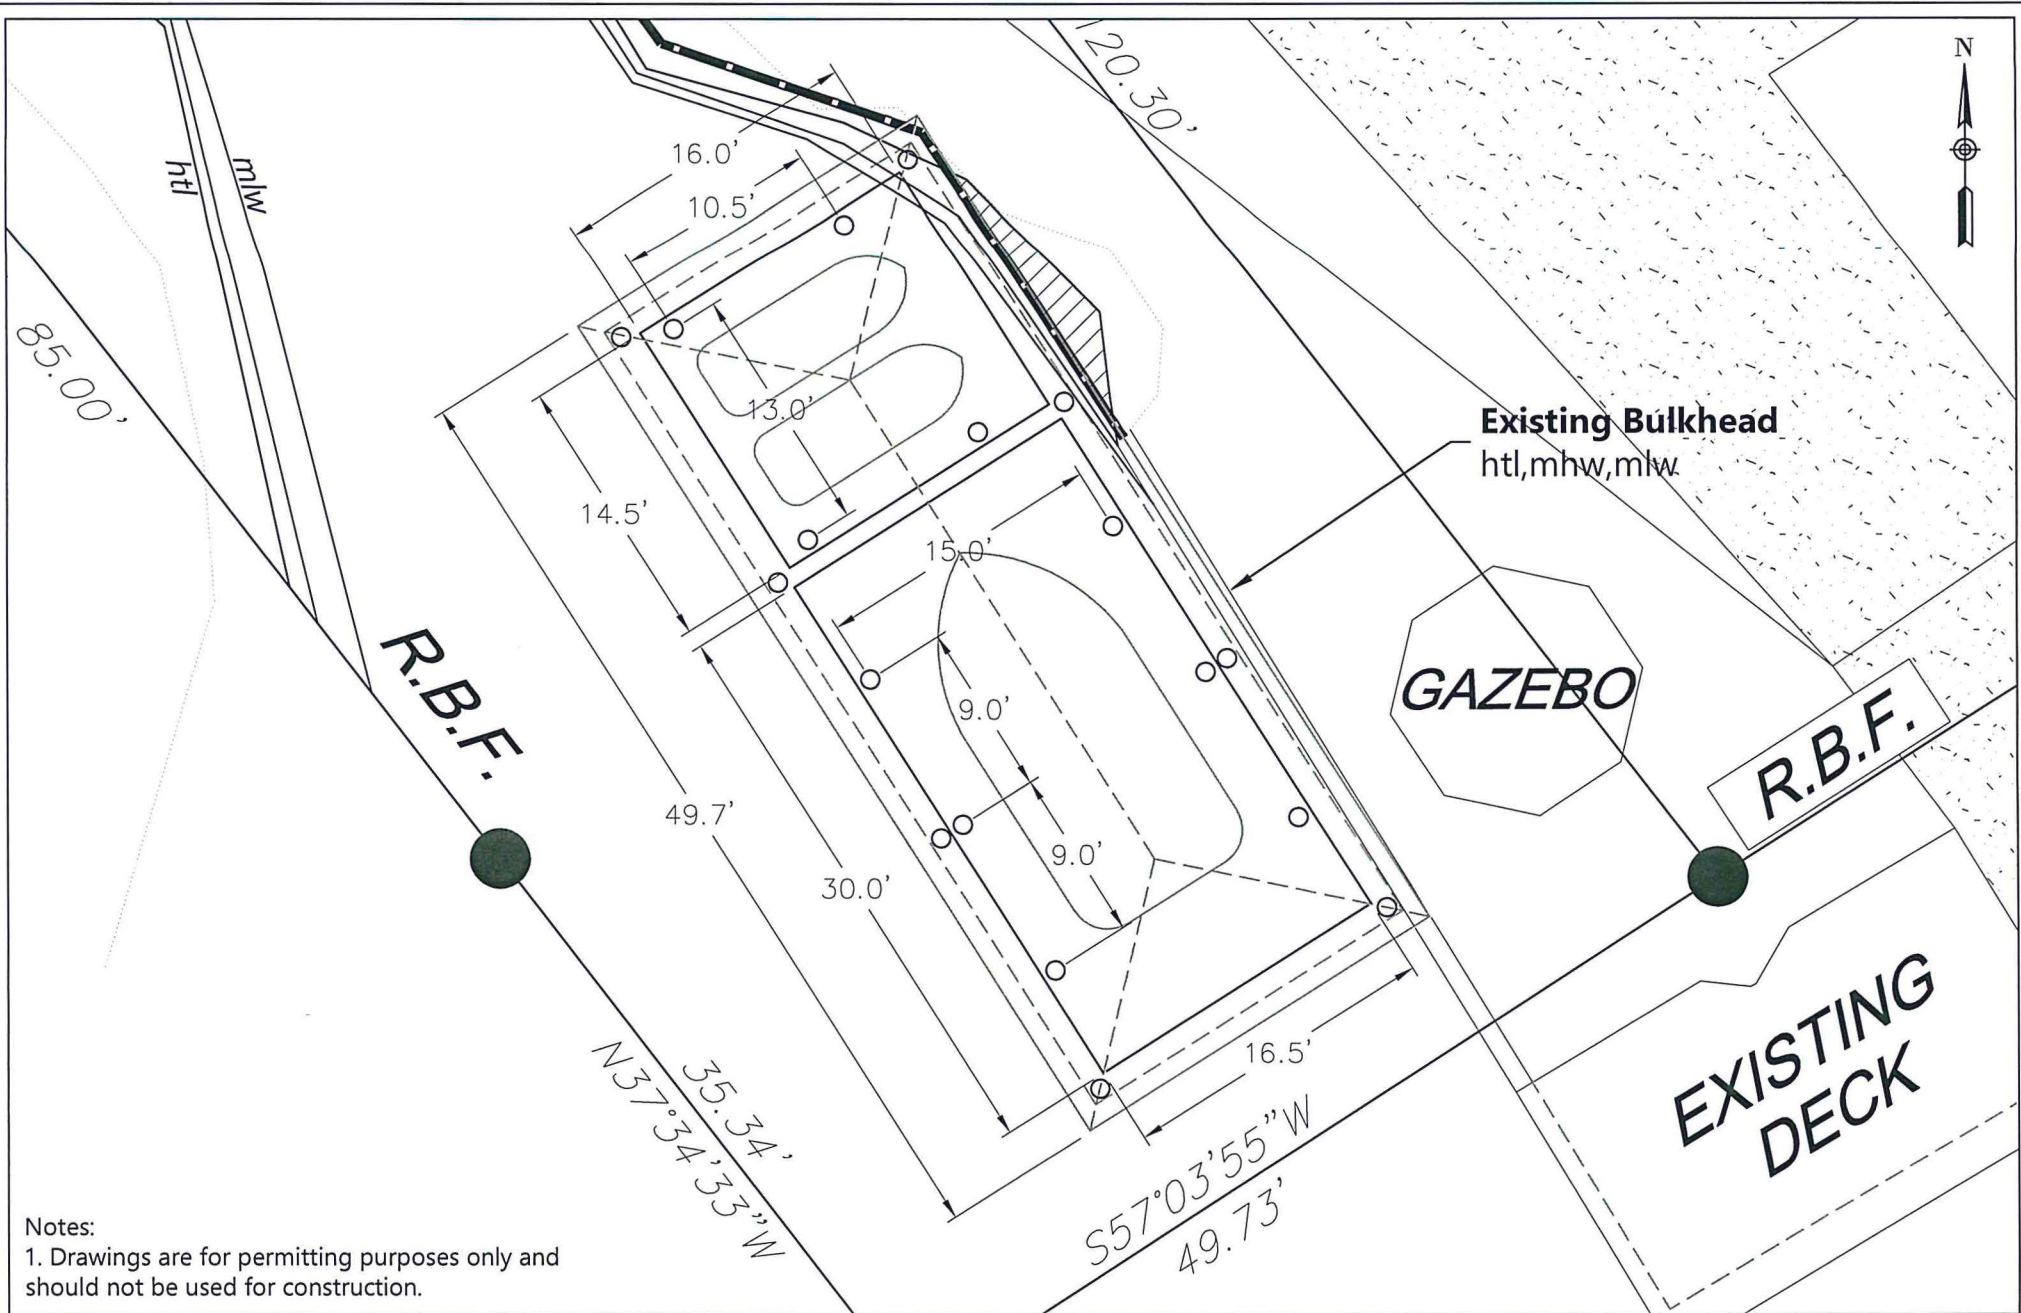 N
120.30'
16.0'
10.5'
mlw
htl
85.00'
13.0'
Existing Bulkhead
htl,mhw,mlw
14.5'
15.0'
R.B.F.
GAZEBO
9.0'
R.B.F.
49.7'
9.0'
30.0'
EXISTING
DECK
16.5'
35.34'
N37°34'33"W
S57°03'55"W
49.73'
Notes:
1. Drawings are for permitting purposes only and
should not be used for construction.